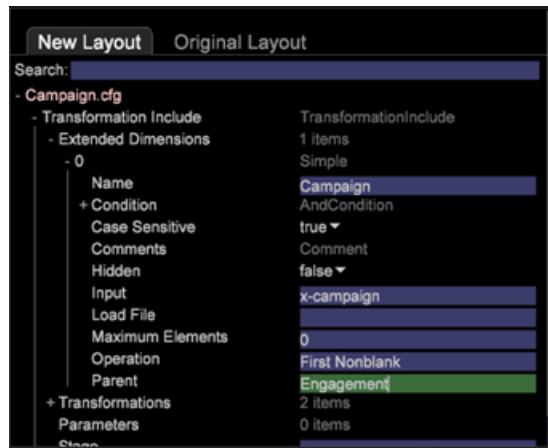 New Layout Original Layout
Search:
- Campaign.cfg
- Transformation Include TransformationInclude
- Extended Dimensions 1 items
- 0 Simple
Name Campaign
+ Condition AndCondition
Case Sensitive true
Comments Comment
Hidden false
Input x-campaign
Load File
Maximum Elements 0
Operation First Nonblank
Parent Engagement
+ Transformations 2 items
Parameters 0 items
Stage